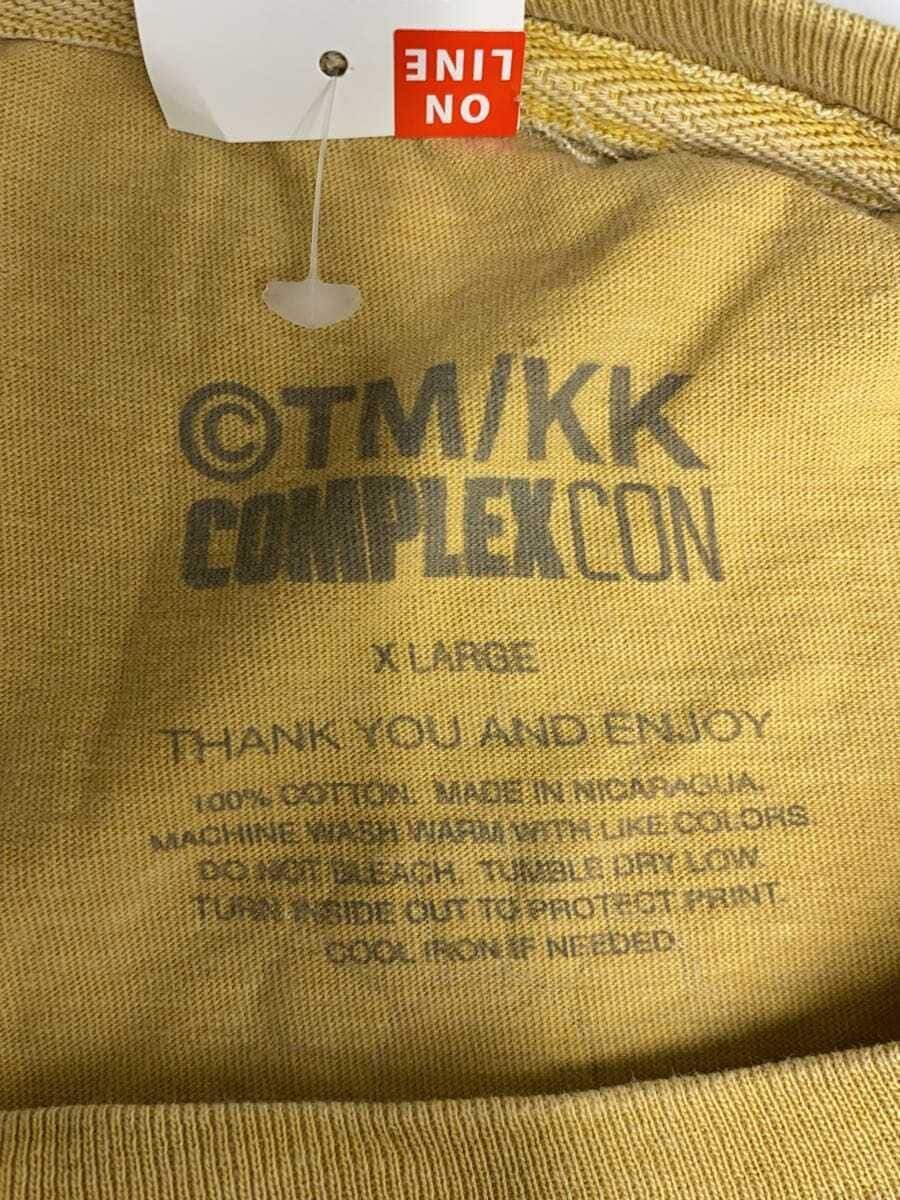 ON
LINE
©TM/KK
COMPLEXCON
X LARGE
THANK YOU AND ENJOY
100% COTTON. MADE IN NICARAGUA.
MACHINE WASH WARM WITH LIKE COLORS.
DO NOT BLEACH. TUMBLE DRY LOW.
TURN INSIDE OUT TO PROTECT PRINT.
COOL IRON IF NEEDED.